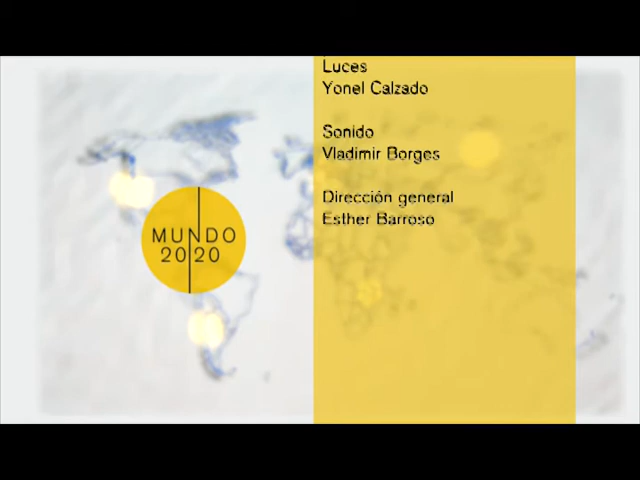 MUNDO
2020
Luces
Yonel Calzado
Sonido
Vladimir Borges
Dirección general
Esther Barroso